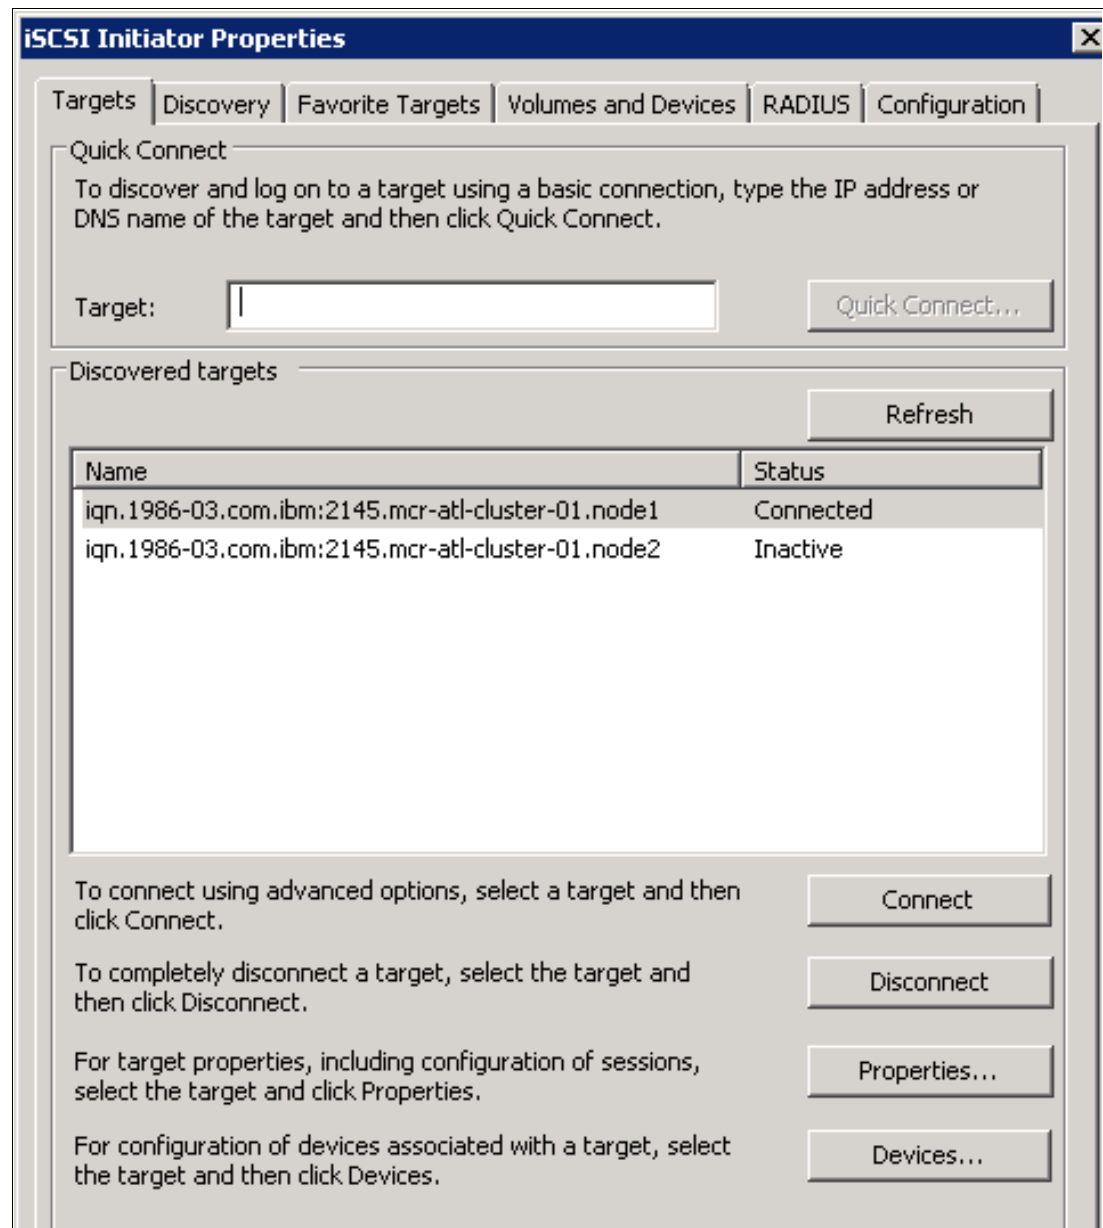 iSCSI Initiator Properties
Targets Discovery Favorite Targets Volumes and Devices RADIUS Configuration
Quick Connect
To discover and log on to a target using a basic connection, type the IP address or
DNS name of the target and then click Quick Connect.
Target:
Quick Connect...
Discovered targets
Refresh
Name Status
iqn.1986-03.com.ibm:2145.mcr-atl-cluster-01.node1 Connected
iqn.1986-03.com.ibm:2145.mcr-atl-cluster-01.node2 Inactive
To connect using advanced options, select a target and then
click Connect.
Connect
To completely disconnect a target, select the target and
then click Disconnect.
Disconnect
For target properties, including configuration of sessions,
select the target and click Properties.
Properties...
For configuration of devices associated with a target, select
the target and then click Devices.
Devices...